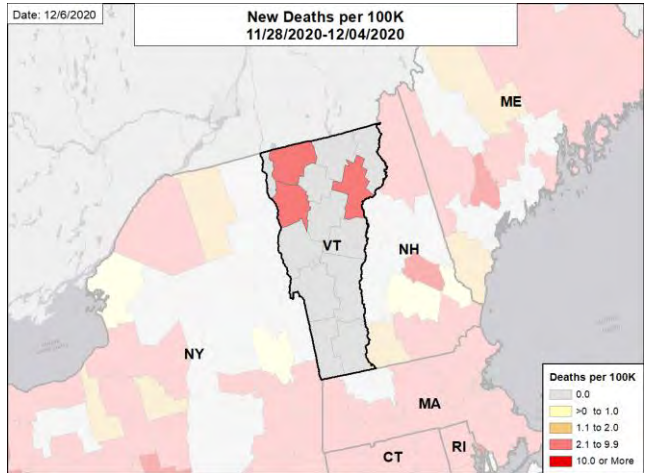 Date: 12/6/2020
New Deaths per 100K
11/28/2020-12/04/2020
ME
VT
NH
NY
MA
CT
RI
Deaths per 100K
0.0
>0 to 1.0
1.1 to 2.0
2.1 to 9.9
10.0 or More